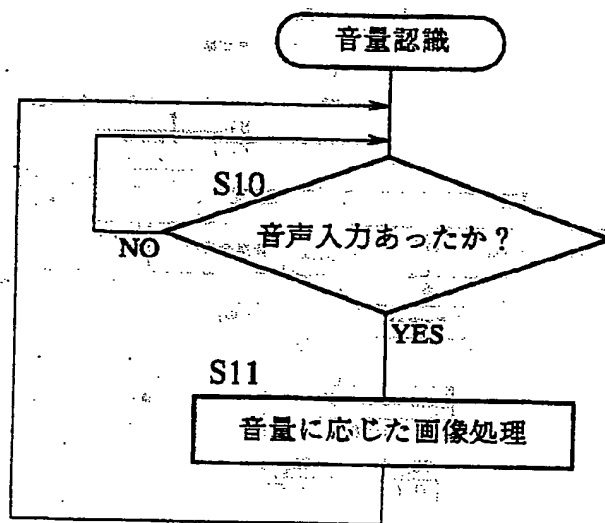 音量認識
S10
音声入力あったか?
NO
YES
S11
音量に応じた画像処理